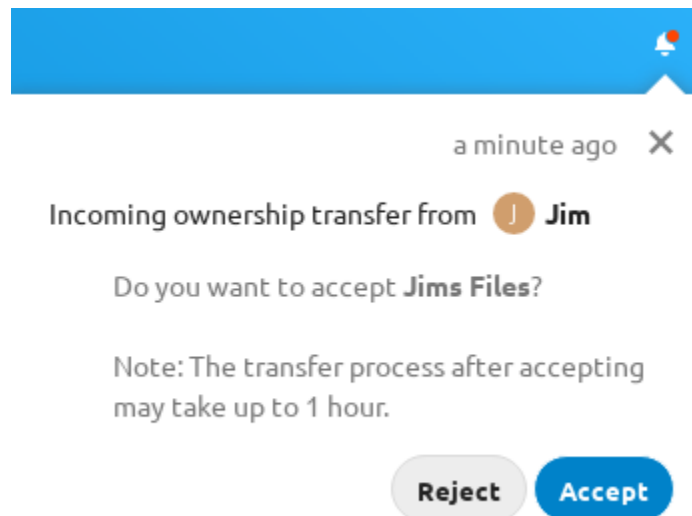 a minute ago
Incoming ownership transfer from J Jim
Do you want to accept Jims Files?
Note: The transfer process after accepting
may take up to 1 hour.
Reject Accept